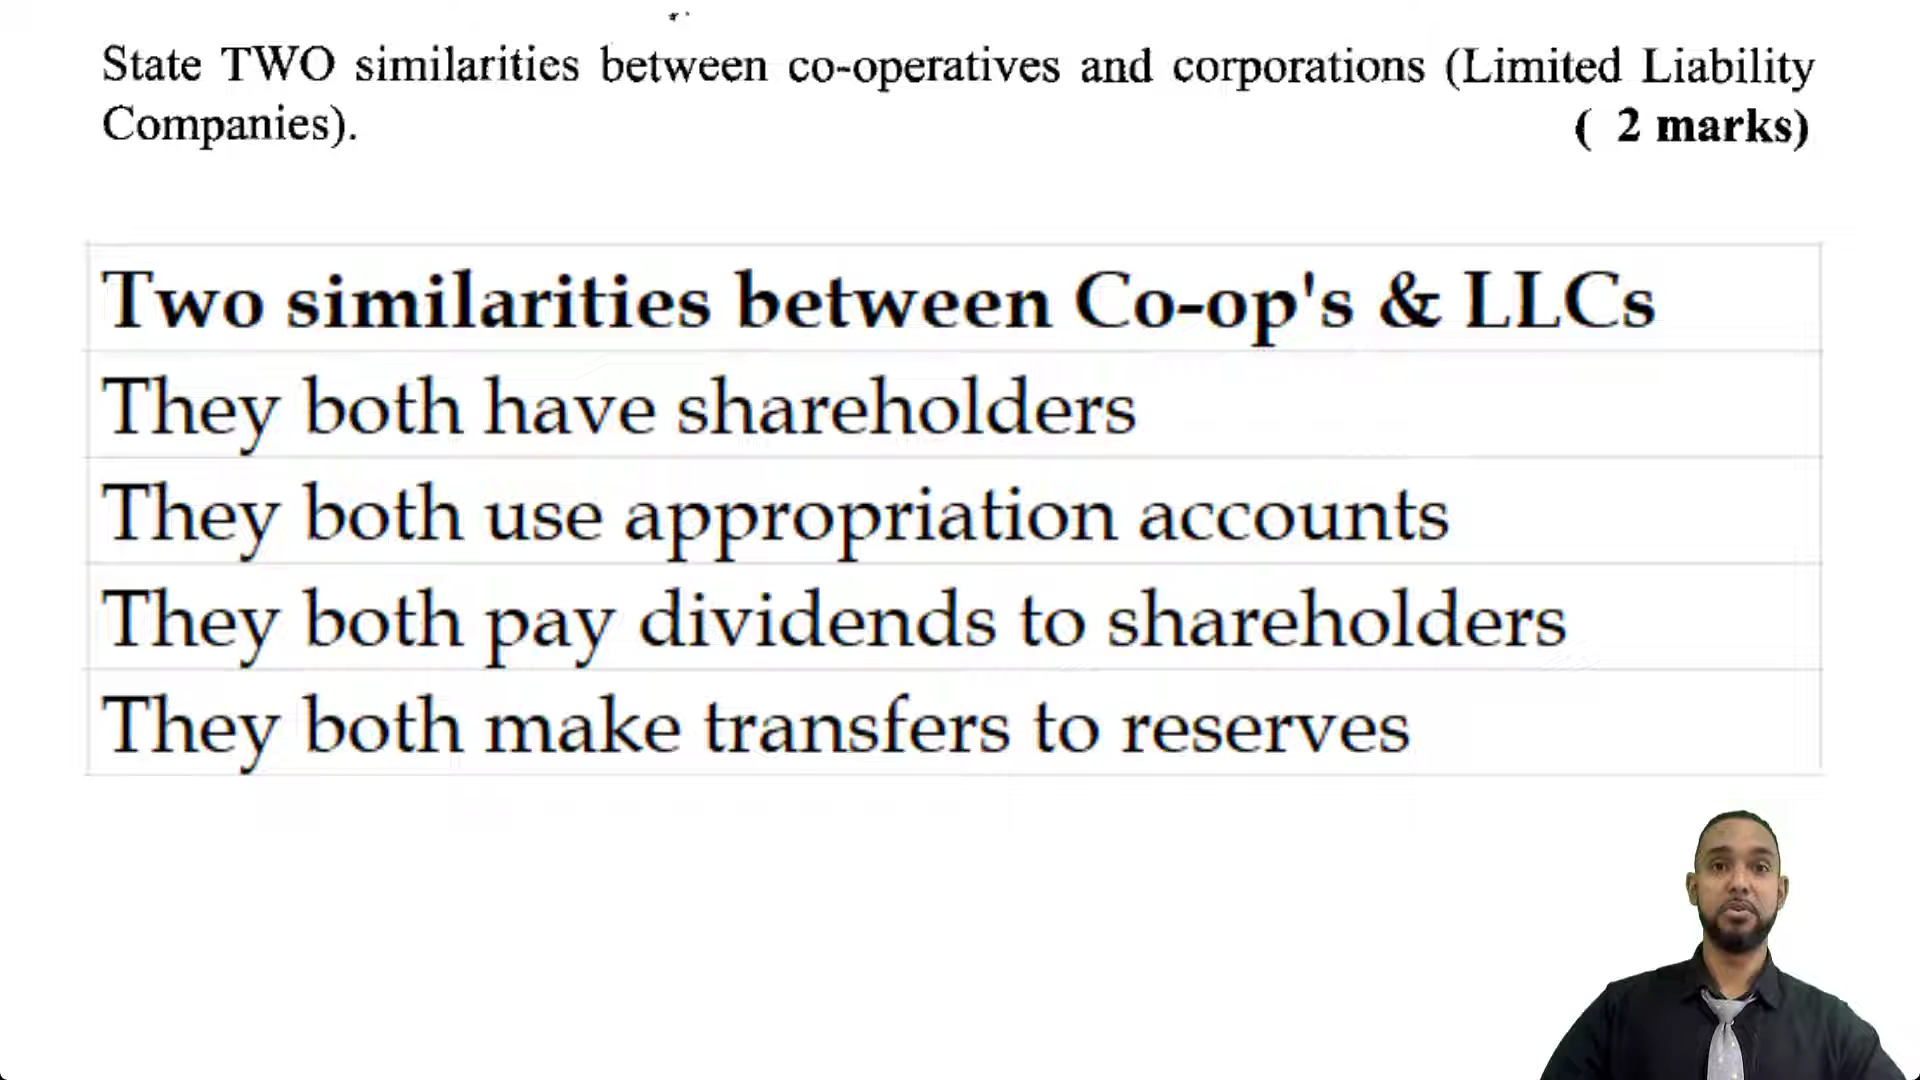 State TWO similarities between co-operatives and corporations (Limited Liability
Companies). ( 2 marks)
Two similarities between Co-op's & LLCs
They both have shareholders
They both use appropriation accounts
They both pay dividends to shareholders
They both make transfers to reserves